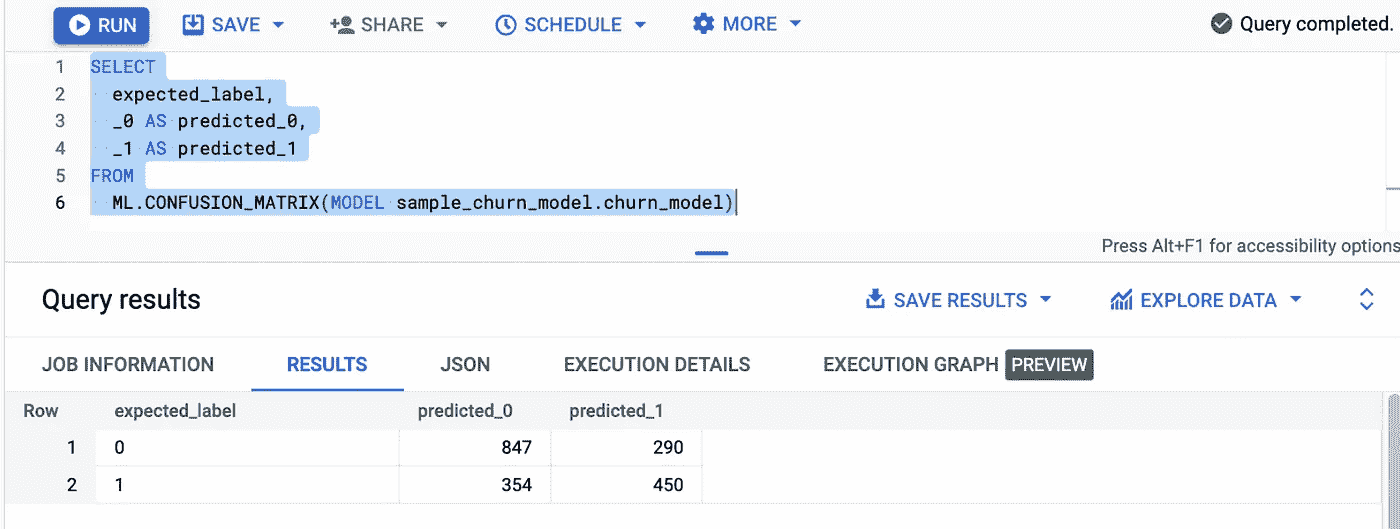 RUN SAVE SHARE SCHEDULE MORE Query completed.
1 SELECT
2 expected_label,
3 _0 AS predicted_0,
4 _1 AS predicted_1
5 FROM
6 ML.CONFUSION_MATRIX(MODEL sample_churn_model.churn_model)
Press Alt+F1 for accessibility options
Query results SAVE RESULTS EXPLORE DATA
JOB INFORMATION RESULTS JSON EXECUTION DETAILS EXECUTION GRAPH PREVIEW
Row expected_label predicted_0 predicted_1
1 0 847 290
2 1 354 450